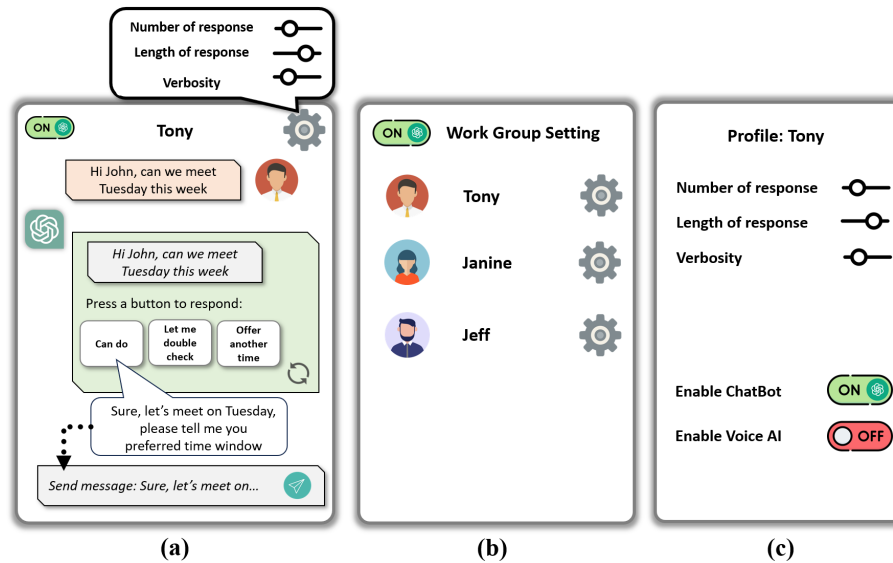 Number of response
Length of response
Verbosity
ON
Tony
Hi John, can we meet
Tuesday this week
Hi John, can we meet
Tuesday this week
Press a button to respond:
Can do
Let me
double
check
Offer
another
time
Sure, let's meet on Tuesday,
please tell me you
preferred time window
Send message: Sure, let's meet on...
(a)
ON
Work Group Setting
Tony
Janine
Jeff
(b)
Profile: Tony
Number of response
Length of response
Verbosity
Enable ChatBot
ON
Enable Voice AI
OFF
(c)